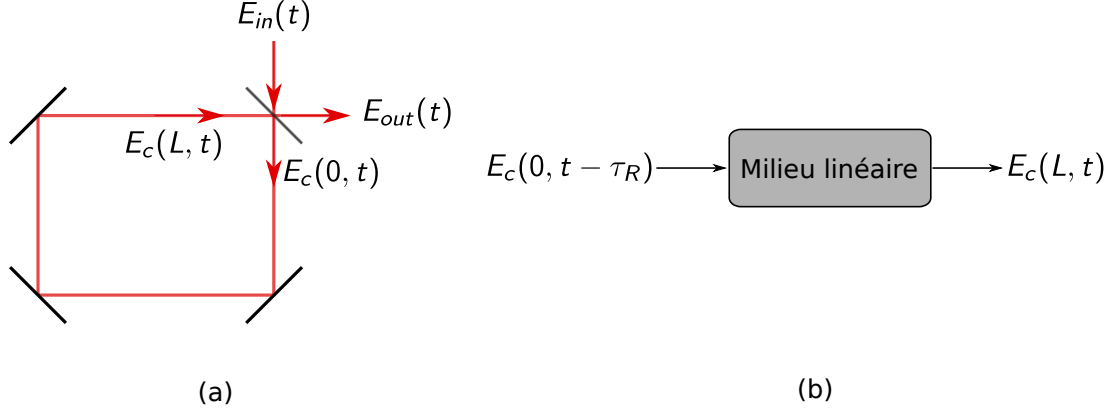 E_in(t)
E_out(t)
E_c(L, t)
E_c(0, t)
(a)
E_c(0, t − τ_R)
Milieu linéaire
E_c(L, t)
(b)